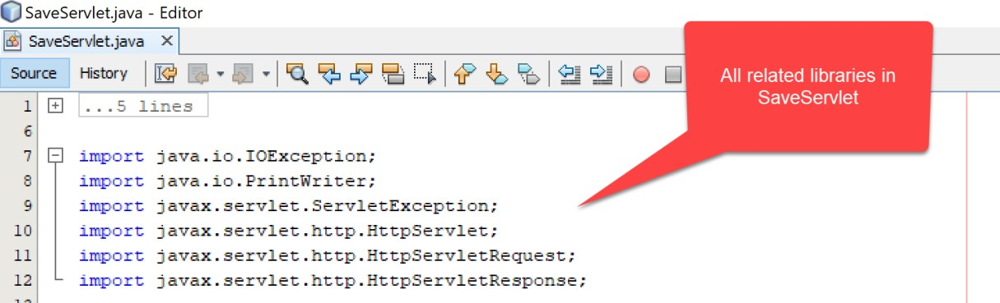 SaveServlet.java - Editor
SaveServlet.java
Source History
All related libraries in
SaveServlet
1 ...5 lines
6
7 import java.io.IOException;
8 import java.io.PrintWriter;
9 import javax.servlet.ServletException;
10 import javax.servlet.http.HttpServlet;
11 import javax.servlet.http.HttpServletRequest;
12 import javax.servlet.http.HttpServletResponse;